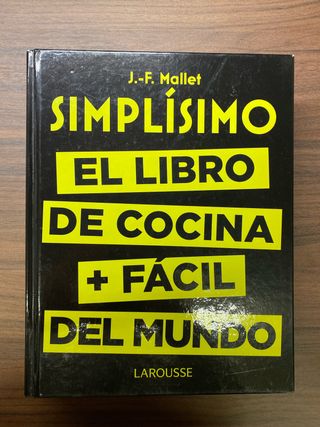 J.-F. Mallet
SIMPLÍSIMO
EL LIBRO
DE COCINA
+ FÁCIL
DEL MUNDO
LAROUSSE